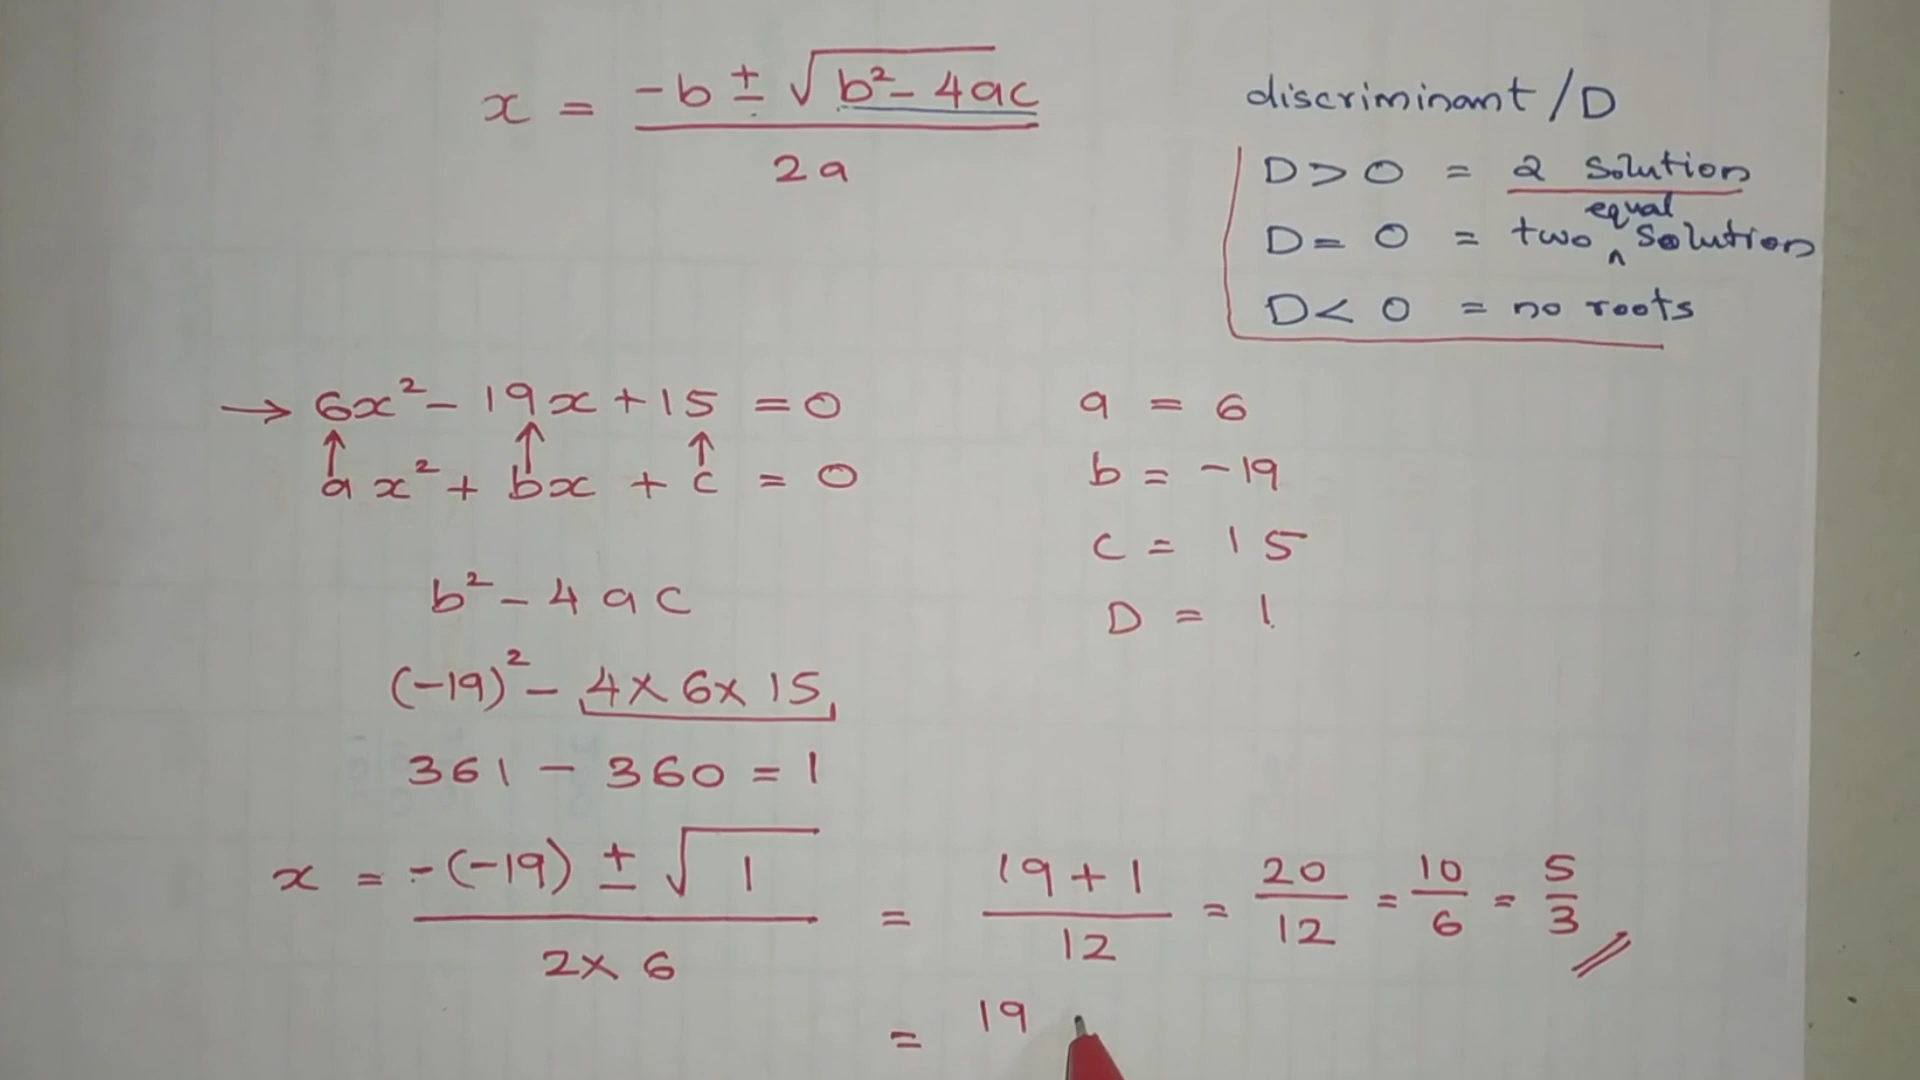 x = (-b ± √(b² - 4ac)) / 2a
discriminant / D
D > 0 = 2 solution
D = 0 = two equal solution
D < 0 = no roots
→ 6x² - 19x + 15 = 0
ax² + bx + c = 0
a = 6
b = -19
c = 15
D = 1
b² - 4ac
(-19)² - 4 x 6 x 15
361 - 360 = 1
x = (-(-19) ± √1) / (2 x 6) = (19 + 1) / 12 = 20/12 = 10/6 = 5/3 //
= 19